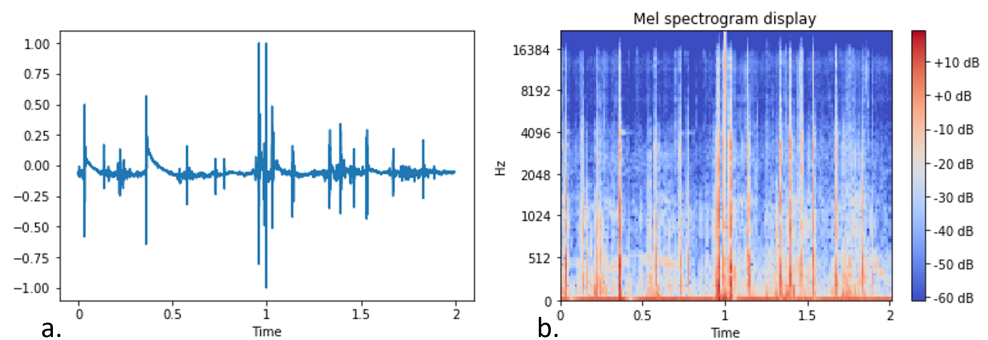 Mel spectrogram display
1.00
0.75
0.50
0.25
0.00
−0.25
−0.50
−0.75
−1.00
0 0.5 1 1.5 2
Time
a.
16384
8192
4096
2048
1024
512
0
Hz
0 0.5 1 1.5 2
Time
b.
+10 dB
+0 dB
-10 dB
-20 dB
-30 dB
-40 dB
-50 dB
-60 dB